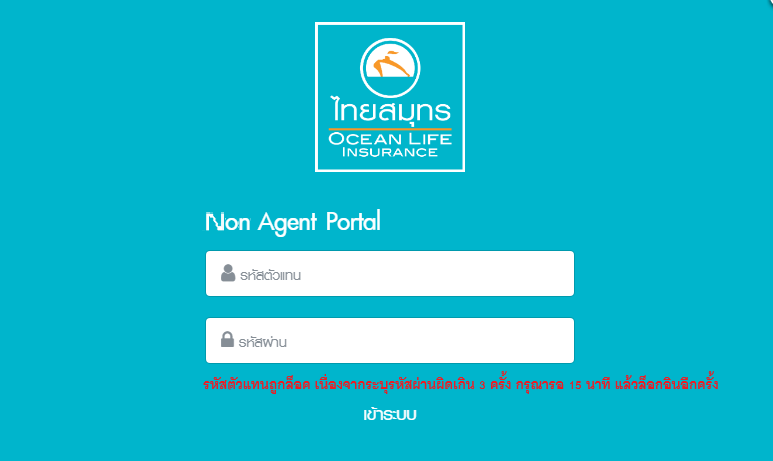 ไทยสมุทร
OCEAN LIFE
INSURANCE
Non Agent Portal
รหัสตัวแทน
รหัสผ่าน
รหัสตัวแทนถูกล็อค เนื่องจากระบุรหัสผ่านผิดเกิน 3 ครั้ง กรุณารอ 15 นาที แล้วล็อกอินอีกครั้ง
เข้าระบบ